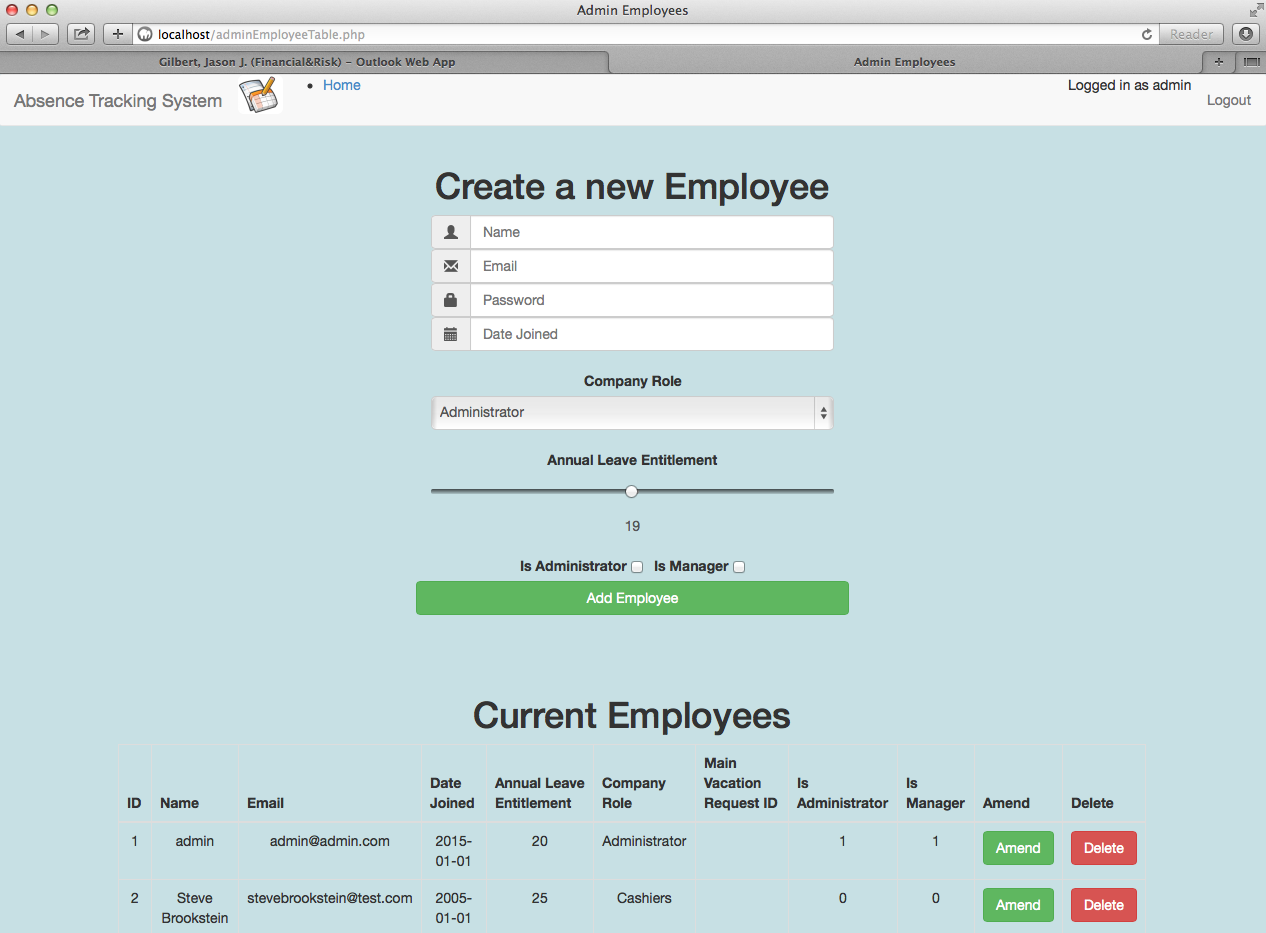 Admin Employees
localhost/adminEmployeeTable.php
Reader
Gilbert, Jason J. (Financial&Risk) – Outlook Web App
Admin Employees
Absence Tracking System
Home
Logged in as admin
Logout
Create a new Employee
Name
Email
Password
Date Joined
Company Role
Administrator
Annual Leave Entitlement
19
Is Administrator Is Manager
Add Employee
Current Employees
ID Name Email Date Joined Annual Leave Entitlement Company Role Main Vacation Request ID Is Administrator Is Manager Amend Delete
1 admin admin@admin.com 2015-01-01 20 Administrator 1 1 Amend Delete
2 Steve Brookstein stevebrookstein@test.com 2005-01-01 25 Cashiers 0 0 Amend Delete